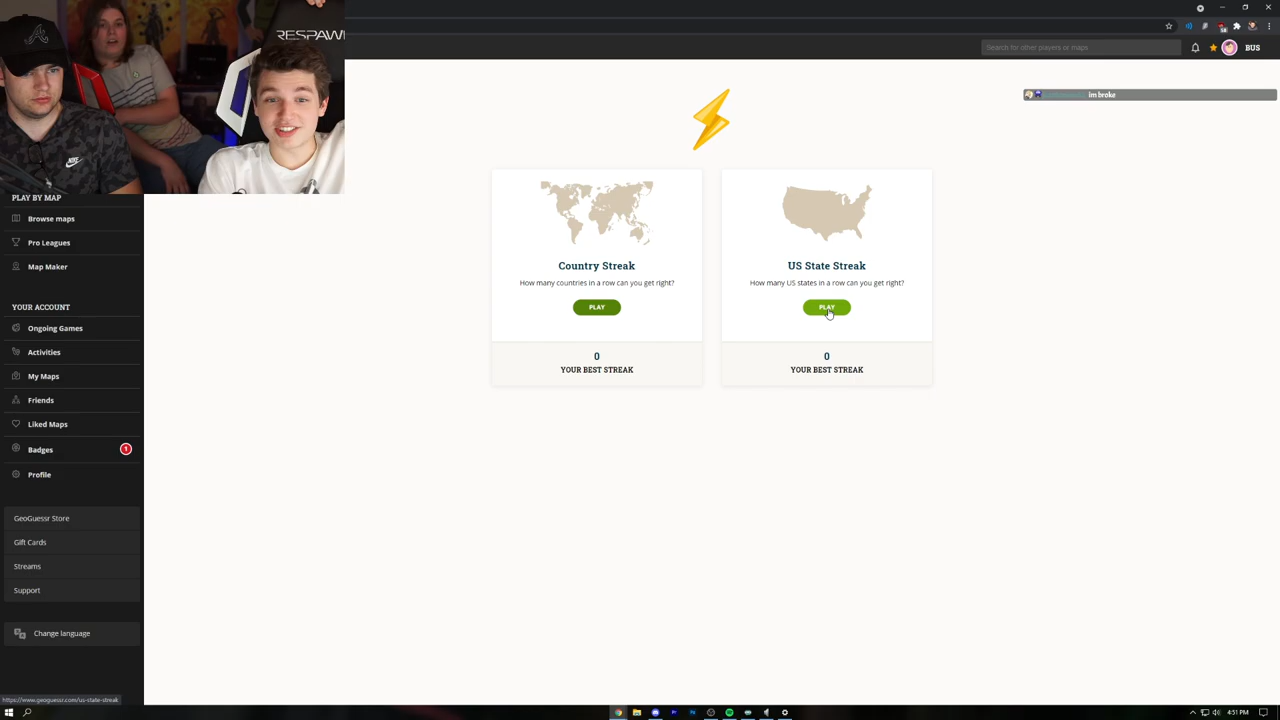 RESPAW
Search for other players or maps
BUS
im broke
PLAY BY MAP
Browse maps
Pro Leagues
Map Maker
YOUR ACCOUNT
Ongoing Games
Activities
My Maps
Friends
Liked Maps
Badges
1
Profile
GeoGuessr Store
Gift Cards
Streams
Support
Change language
Country Streak
How many countries in a row can you get right?
PLAY
0
YOUR BEST STREAK
US State Streak
How many US states in a row can you get right?
PLAY
0
YOUR BEST STREAK
https://www.geoguessr.com/us-state-streak
4:51 PM